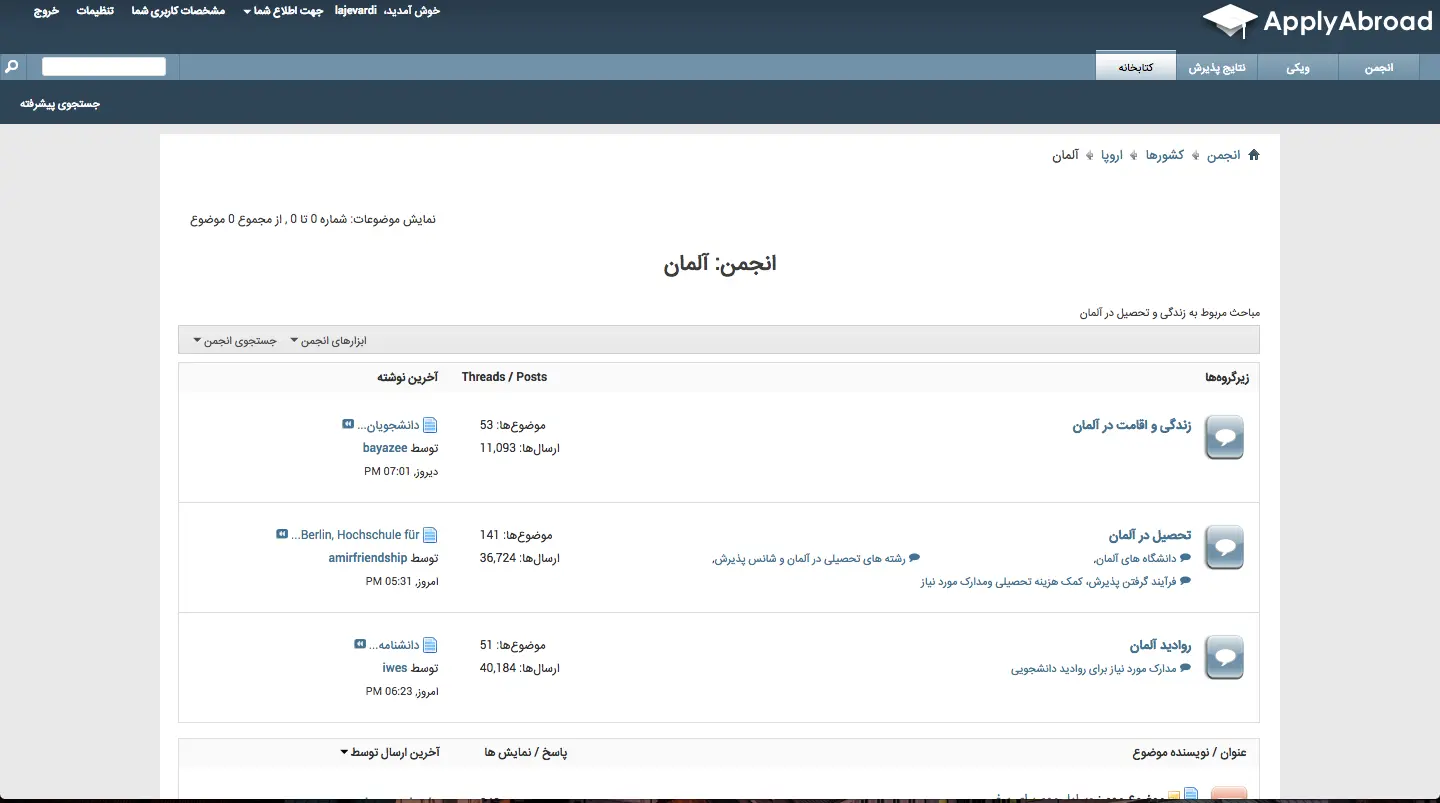 ApplyAbroad
خوش آمدید، lajevardi جهت اطلاع شما مشخصات کاربری شما تنظیمات خروج
انجمن ویکی نتایج پذیرش کتابخانه
جستجوی پیشرفته
انجمن کشورها اروپا آلمان
نمایش موضوعات: شماره 0 تا 0 , از مجموع 0 موضوع
انجمن: آلمان
مباحث مربوط به زندگی و تحصیل در آلمان
ابزارهای انجمن جستجوی انجمن
زیرگروه‌ها Threads / Posts آخرین نوشته
زندگی و اقامت در آلمان موضوع‌ها: 53 دانشجویان...
ارسال‌ها: 11,093 توسط bayazee
دیروز, 07:01 PM
تحصیل در آلمان موضوع‌ها: 141 Berlin, Hochschule für...
دانشگاه های آلمان, رشته های تحصیلی در آلمان و شانس پذیرش, ارسال‌ها: 36,724 توسط amirfriendship
فرآیند گرفتن پذیرش، کمک هزینه تحصیلی ومدارک مورد نیاز امروز, 05:31 PM
روادید آلمان موضوع‌ها: 51 دانشنامه...
مدارک مورد نیاز برای روادید دانشجویی ارسال‌ها: 40,184 توسط iwes
امروز, 06:23 PM
عنوان / نویسنده موضوع پاسخ / نمایش ها آخرین ارسال توسط